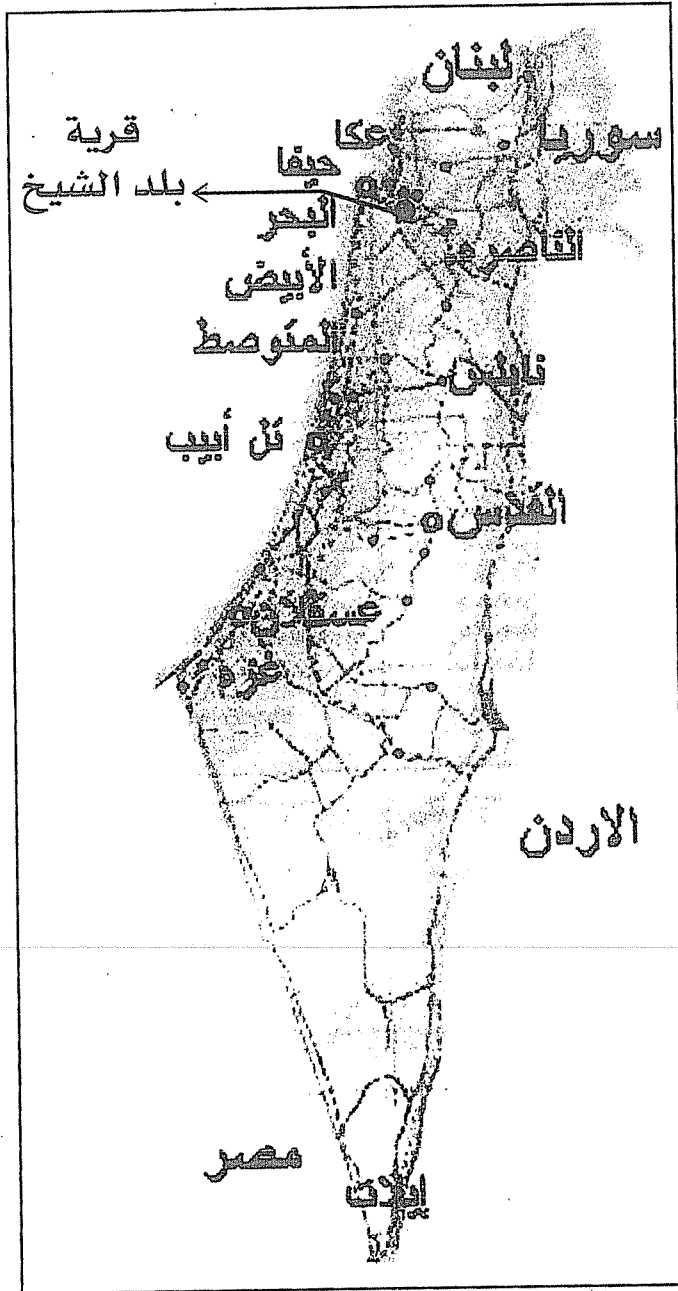 لبنان
سوريا
عكا
قرية
بلد الشيخ
حيفا
البحر
الأبيض
المتوصط
الناصرة
نابلس
تل أبيب
القدس
عسقلان
غزة
الاردن
مصر
إيلات